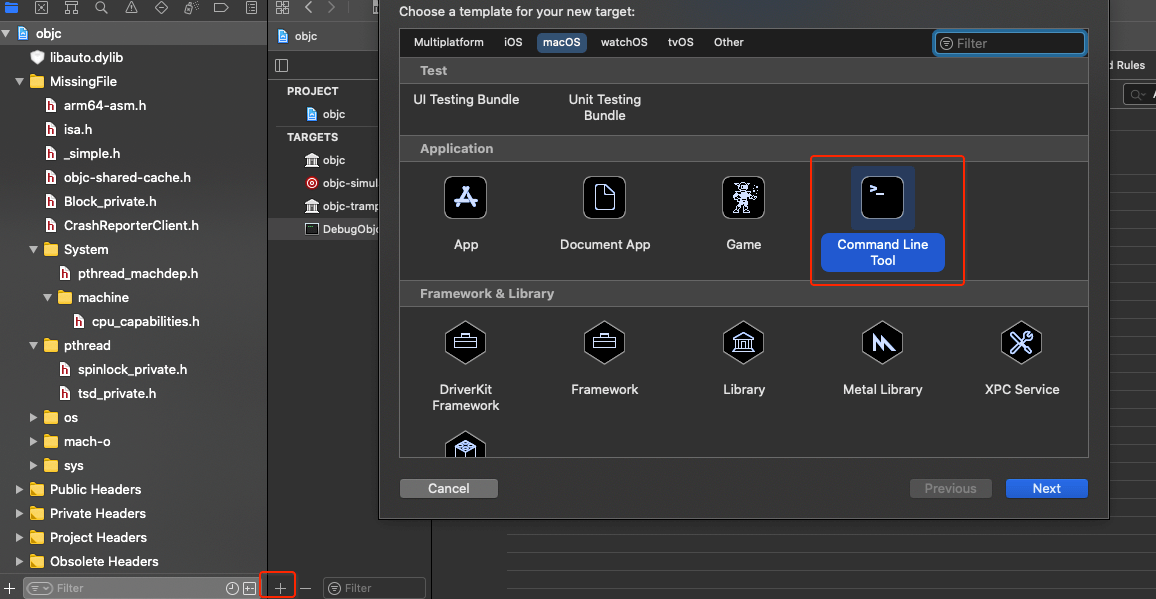 objc
libauto.dylib
MissingFile
arm64-asm.h
isa.h
_simple.h
objc-shared-cache.h
Block_private.h
CrashReporterClient.h
System
pthread_machdep.h
machine
cpu_capabilities.h
pthread
spinlock_private.h
tsd_private.h
os
mach-o
sys
Public Headers
Private Headers
Project Headers
Obsolete Headers
Filter
objc
PROJECT
objc
TARGETS
objc
objc-simul
objc-tramp
DebugObjc
Filter
Choose a template for your new target:
Multiplatform iOS macOS watchOS tvOS Other
Filter
Test
UI Testing Bundle
Unit Testing
Bundle
Application
App
Document App
Game
Command Line
Tool
Framework & Library
DriverKit
Framework
Framework
Library
Metal Library
XPC Service
Cancel
Previous
Next
d Rules